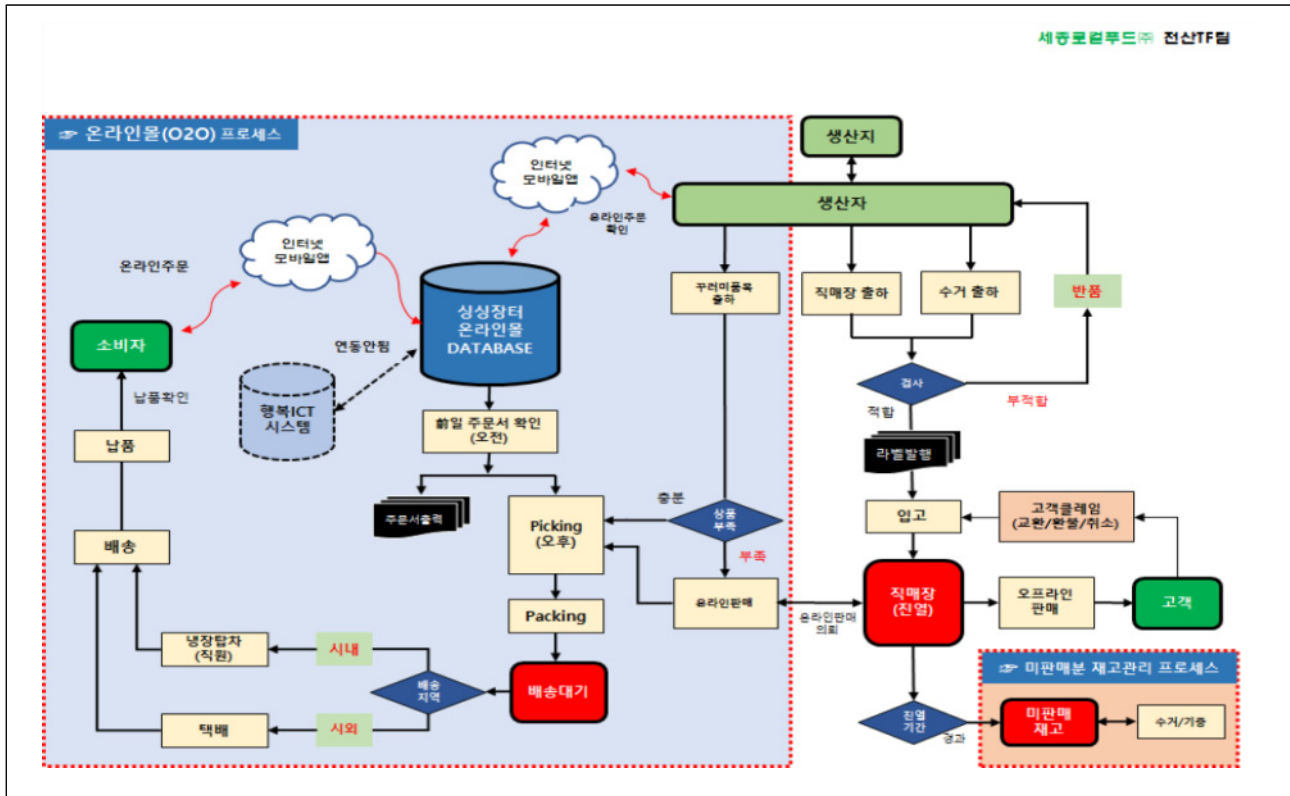 세종로컬푸드㈜ 전산TF팀
☞ 온라인몰(O2O) 프로세스
생산지
인터넷
모바일앱
생산자
온라인주문
확인
인터넷
모바일앱
온라인주문
꾸러미품목
출하
직매장 출하
수거 출하
반품
싱싱장터
온라인몰
DATABASE
소비자
연동안됨
검사
납품확인
행복ICT
시스템
적합
부적합
前일 주문서 확인
(오전)
납품
라벨발행
주문서출력
Picking
(오후)
충분
상품
부족
입고
고객클레임
(교환/환불/취소)
배송
부족
직매장
(진열)
오프라인
판매
고객
온라인판매
Packing
온라인판매
의뢰
냉장탑차
(직원)
시내
☞ 미판매분 재고관리 프로세스
배송
지역
배송대기
진열
기간
미판매
재고
수거/기증
택배
시외
경과